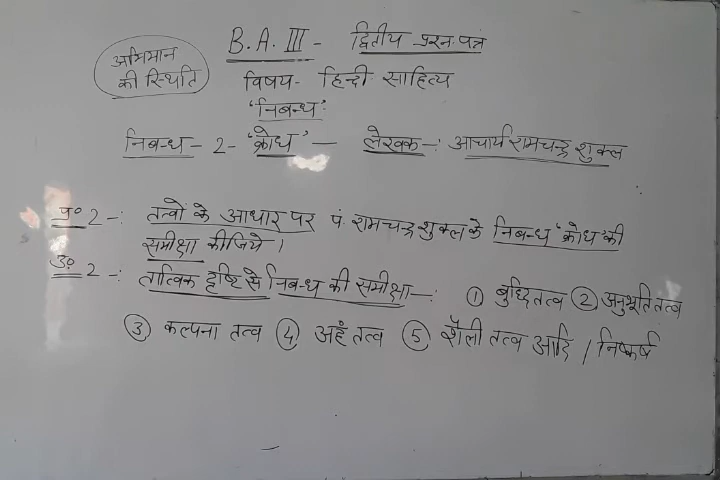 B.A. III - द्वितीय प्रश्न पत्र
अभिमान
की स्थिति
विषय- हिन्दी साहित्य
'निबन्ध'
निबन्ध - 2 - 'क्रोध' - लेखक -: आचार्य रामचन्द्र शुक्ल
प्र० 2 -: तत्वों के आधार पर पं. रामचन्द्र शुक्ल के निबन्ध 'क्रोध' की
समीक्षा कीजिये।
उ० 2 -: तात्विक दृष्टि से निबन्ध की समीक्षा -: ① बुद्धि तत्व ② अनुभूति तत्व
③ कल्पना तत्व ④ अहं तत्व ⑤ शैली तत्व आदि / निष्कर्ष